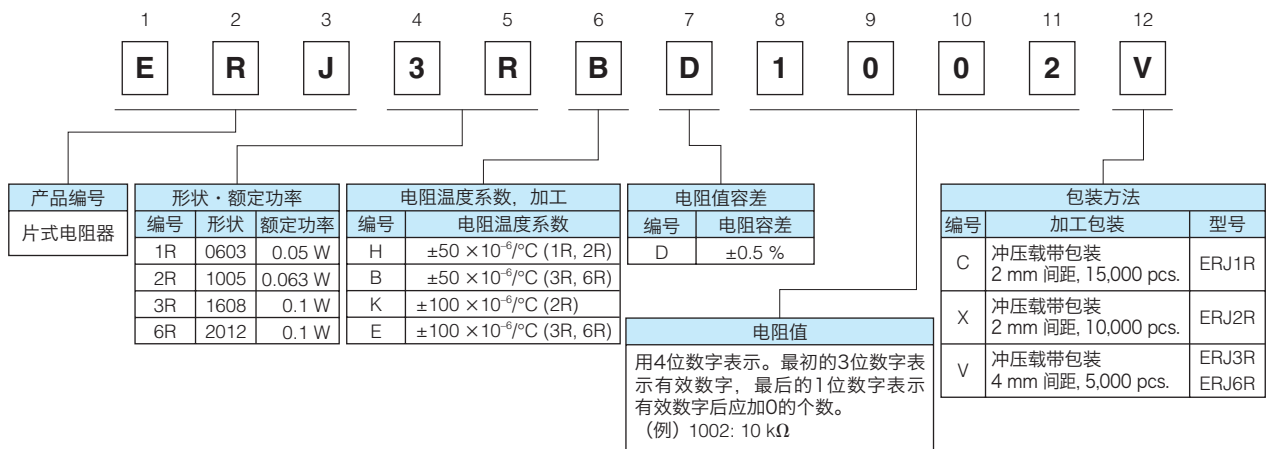 1 2 3 4 5 6 7 8 9 10 11 12
E R J 3 R B D 1 0 0 2 V
产品编号
片式电阻器
形状・额定功率
编号 形状 额定功率
1R 0603 0.05 W
2R 1005 0.063 W
3R 1608 0.1 W
6R 2012 0.1 W
电阻温度系数，加工
编号 电阻温度系数
H ±50 ×10⁻⁶/°C (1R, 2R)
B ±50 ×10⁻⁶/°C (3R, 6R)
K ±100 ×10⁻⁶/°C (2R)
E ±100 ×10⁻⁶/°C (3R, 6R)
电阻值容差
编号 电阻容差
D ±0.5 %
电阻值
用4位数字表示。最初的3位数字表
示有效数字，最后的1位数字表示
有效数字后应加0的个数。
（例）1002: 10 kΩ
包装方法
编号 加工包装 型号
C 冲压载带包装
2 mm 间距, 15,000 pcs. ERJ1R
X 冲压载带包装
2 mm 间距, 10,000 pcs. ERJ2R
V 冲压载带包装
4 mm 间距, 5,000 pcs. ERJ3R
ERJ6R